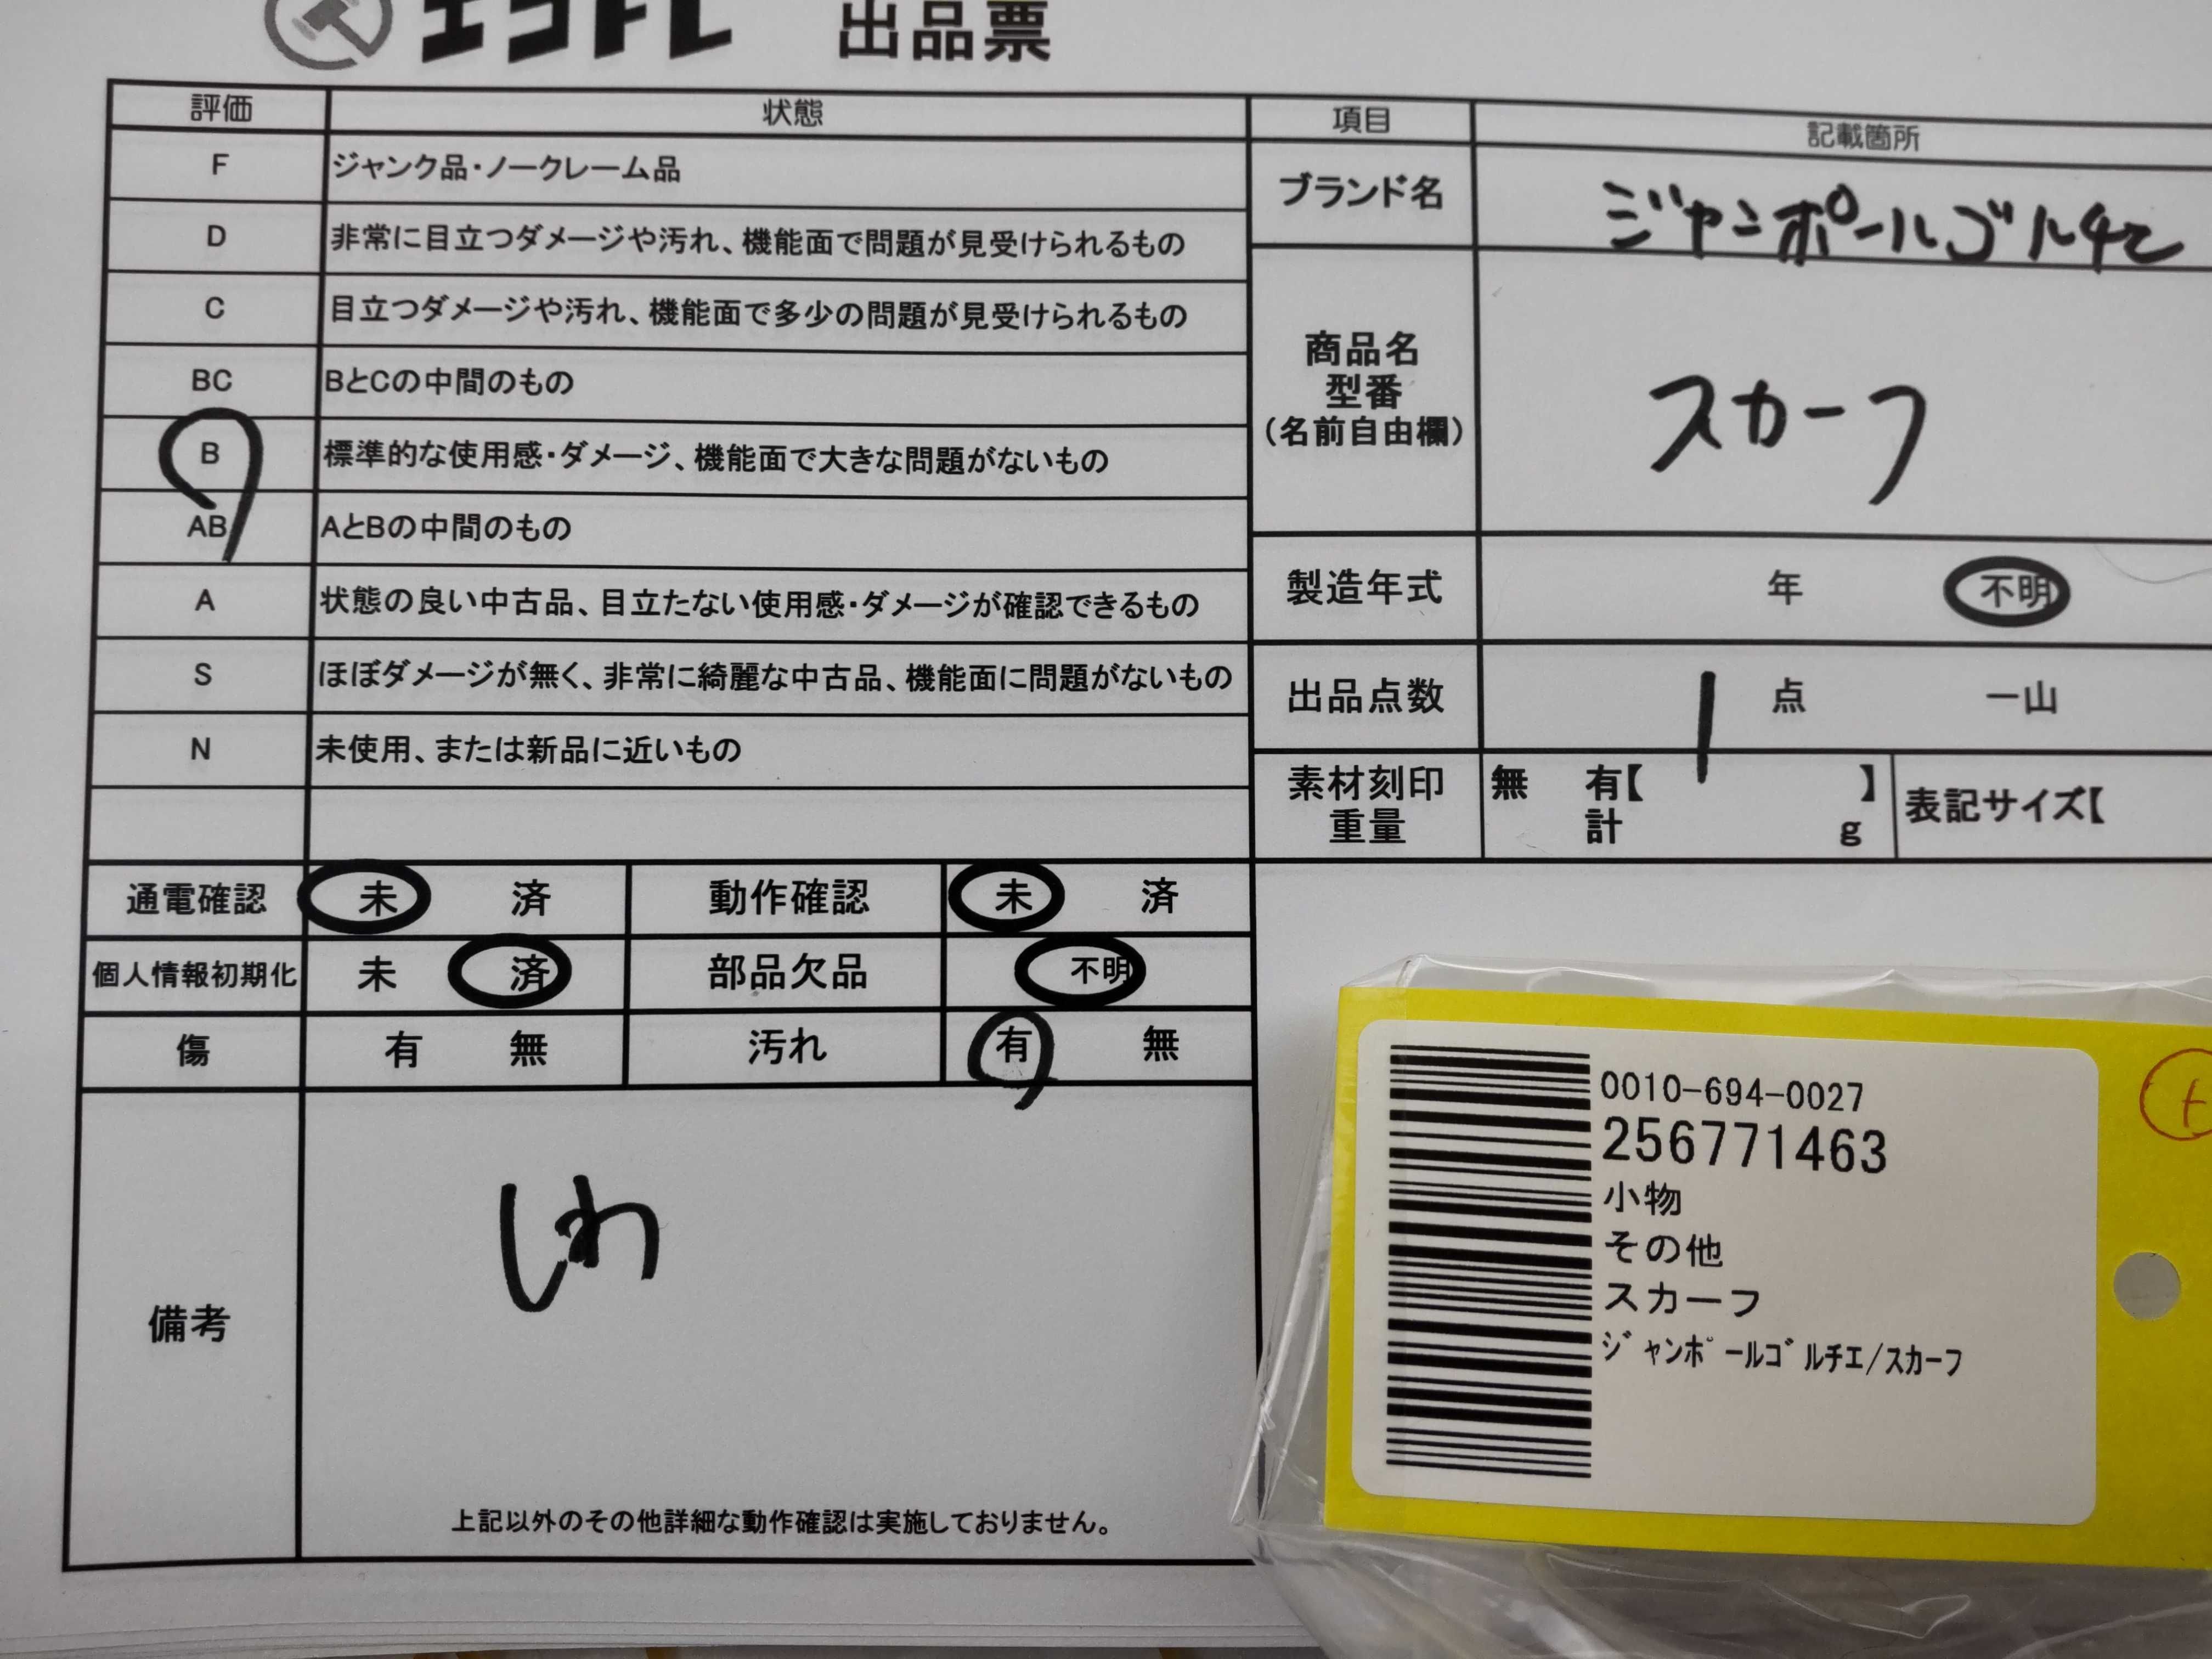 エコトレ 出品票
評価 状態
F ジャンク品・ノークレーム品
D 非常に目立つダメージや汚れ、機能面で問題が見受けられるもの
C 目立つダメージや汚れ、機能面で多少の問題が見受けられるもの
BC BとCの中間のもの
B 標準的な使用感・ダメージ、機能面で大きな問題がないもの
AB AとBの中間のもの
A 状態の良い中古品、目立たない使用感・ダメージが確認できるもの
S ほぼダメージが無く、非常に綺麗な中古品、機能面に問題がないもの
N 未使用、または新品に近いもの
通電確認 未 済 動作確認 未 済
個人情報初期化 未 済 部品欠品 不明
傷 有 無 汚れ 有 無
備考 しわ
上記以外のその他詳細な動作確認は実施しておりません。
項目 記載箇所
ブランド名 ジャンポールゴルチエ
商品名
型番
(名前自由欄)
スカーフ
製造年式 年 不明
出品点数 1 点 一山
素材刻印 無 有【 】
重量 計 g
表記サイズ【
0010-694-0027
256771463
小物
その他
スカーフ
ｼﾞｬﾝﾎﾟｰﾙｺﾞﾙﾁｴ/ｽｶｰﾌ